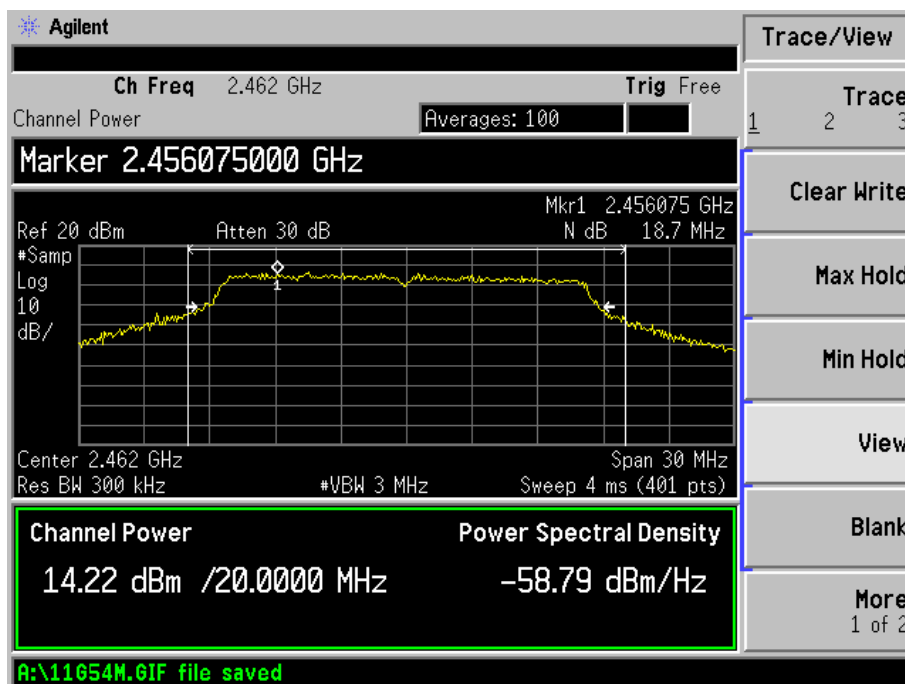 Agilent
Trace/View
Ch Freq 2.462 GHz Trig Free
Channel Power Averages: 100
Trace
1 2 3
Marker 2.456075000 GHz
Clear Write
Mkr1 2.456075 GHz
Ref 20 dBm Atten 30 dB N dB 18.7 MHz
#Samp
Log
10
dB/
1
Max Hold
Min Hold
View
Center 2.462 GHz Span 30 MHz
Res BW 300 kHz #VBW 3 MHz Sweep 4 ms (401 pts)
Channel Power Power Spectral Density
14.22 dBm /20.0000 MHz -58.79 dBm/Hz
Blank
More
1 of 2
A:\11G54M.GIF file saved